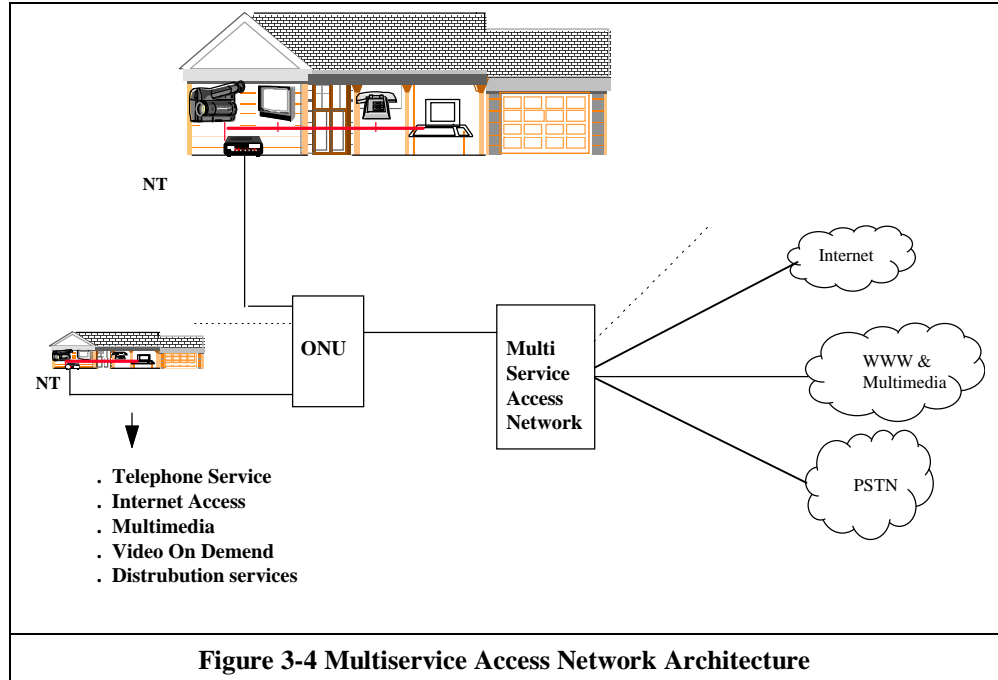 NT
Internet
ONU
Multi
Service
Access
Network
WWW &
Multimedia
NT
PSTN
. Telephone Service
. Internet Access
. Multimedia
. Video On Demend
. Distrubution services
Figure 3-4 Multiservice Access Network Architecture